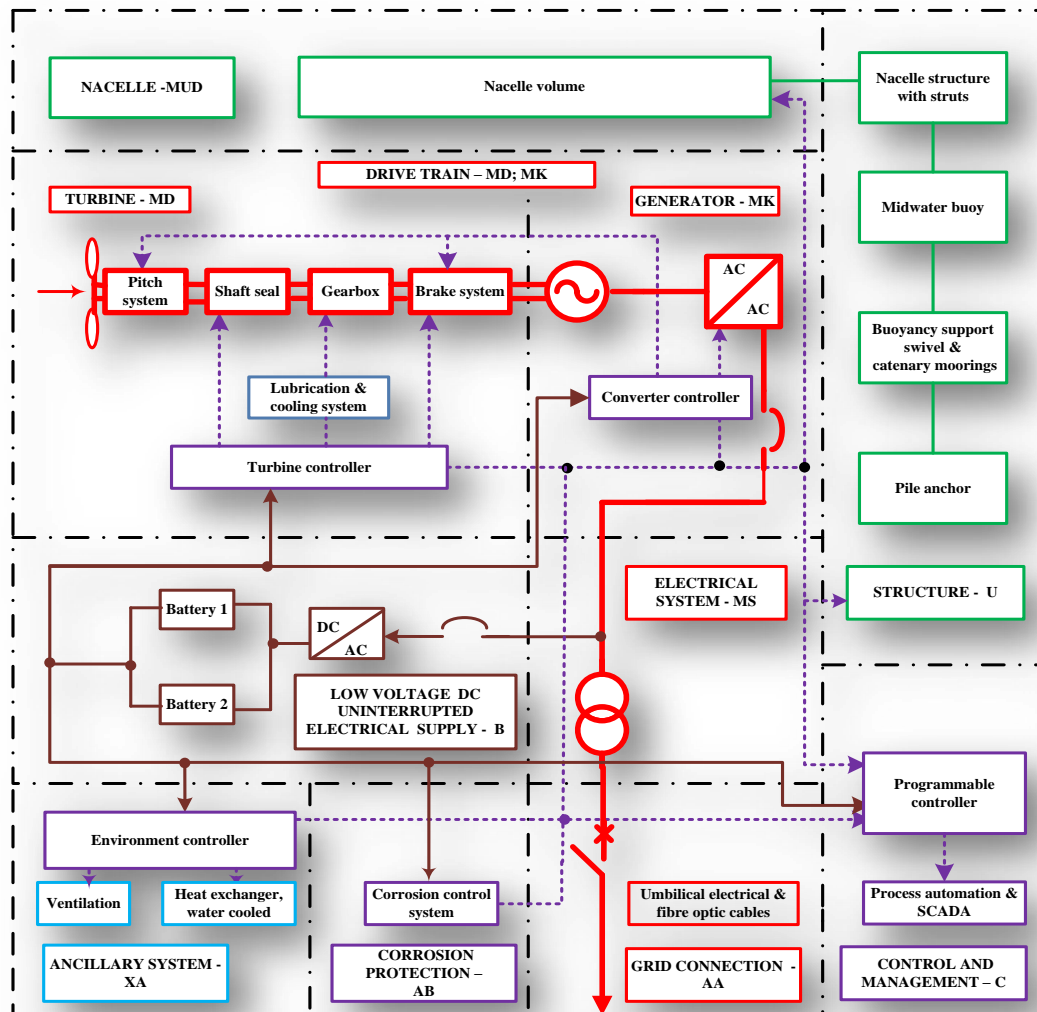 NACELLE -MUD
Nacelle volume
Nacelle structure
with struts
DRIVE TRAIN – MD; MK
TURBINE - MD
GENERATOR - MK
Midwater buoy
Pitch
system
Shaft seal
Gearbox
Brake system
AC
AC
Buoyancy support
swivel &
catenary moorings
Lubrication &
cooling system
Converter controller
Turbine controller
Pile anchor
ELECTRICAL
SYSTEM - MS
STRUCTURE - U
Battery 1
DC
AC
Battery 2
LOW VOLTAGE DC
UNINTERRUPTED
ELECTRICAL SUPPLY - B
Programmable
controller
Environment controller
Ventilation
Heat exchanger,
water cooled
Corrosion control
system
Umbilical electrical &
fibre optic cables
Process automation &
SCADA
ANCILLARY SYSTEM -
XA
CORROSION
PROTECTION –
AB
GRID CONNECTION -
AA
CONTROL AND
MANAGEMENT – C